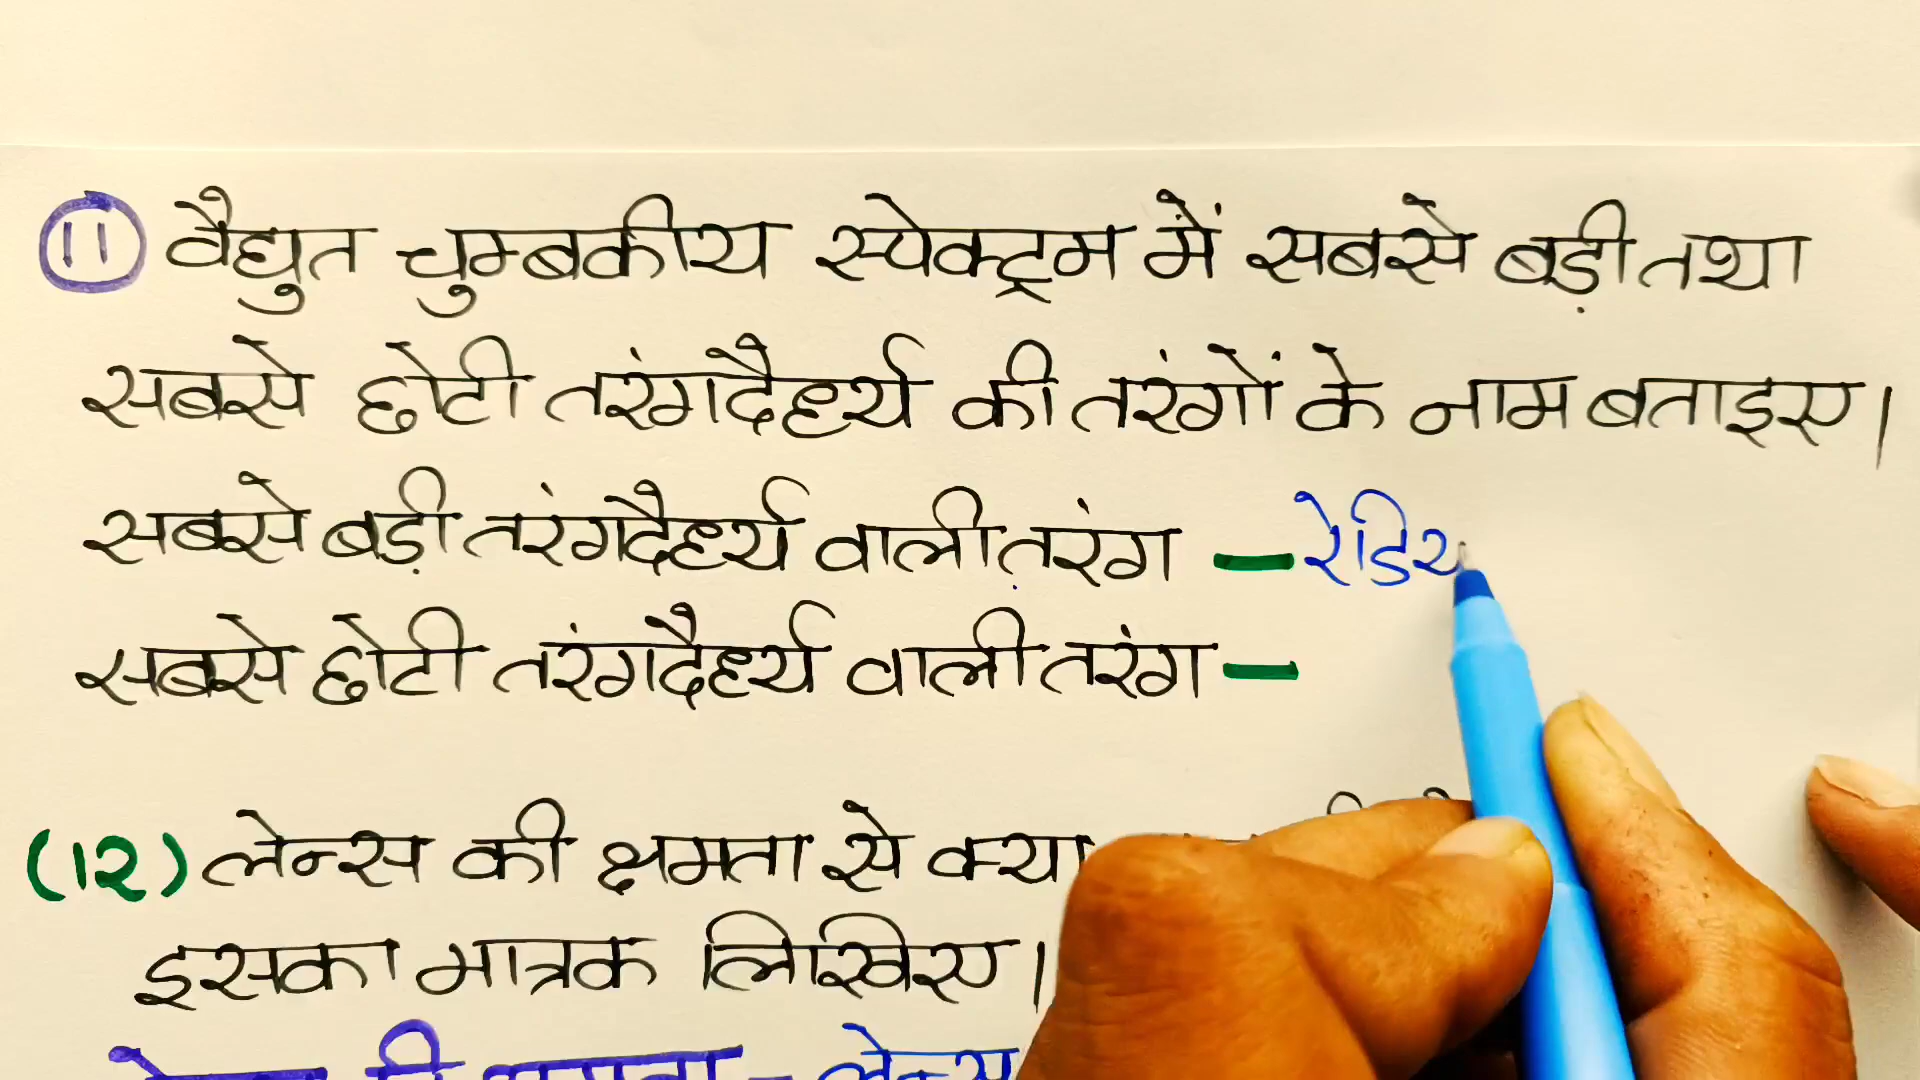 11 वैद्युत चुम्बकीय स्पेक्ट्रम में सबसे बड़ी तथा
सबसे छोटी तरंगदैर्ध्य की तरंगों के नाम बताइए।
सबसे बड़ी तरंगदैर्ध्य वाली तरंग — रेडिय
सबसे छोटी तरंगदैर्ध्य वाली तरंग —
(12) लेन्स की क्षमता से क्या
इसका मात्रक लिखिए।
लेन्स